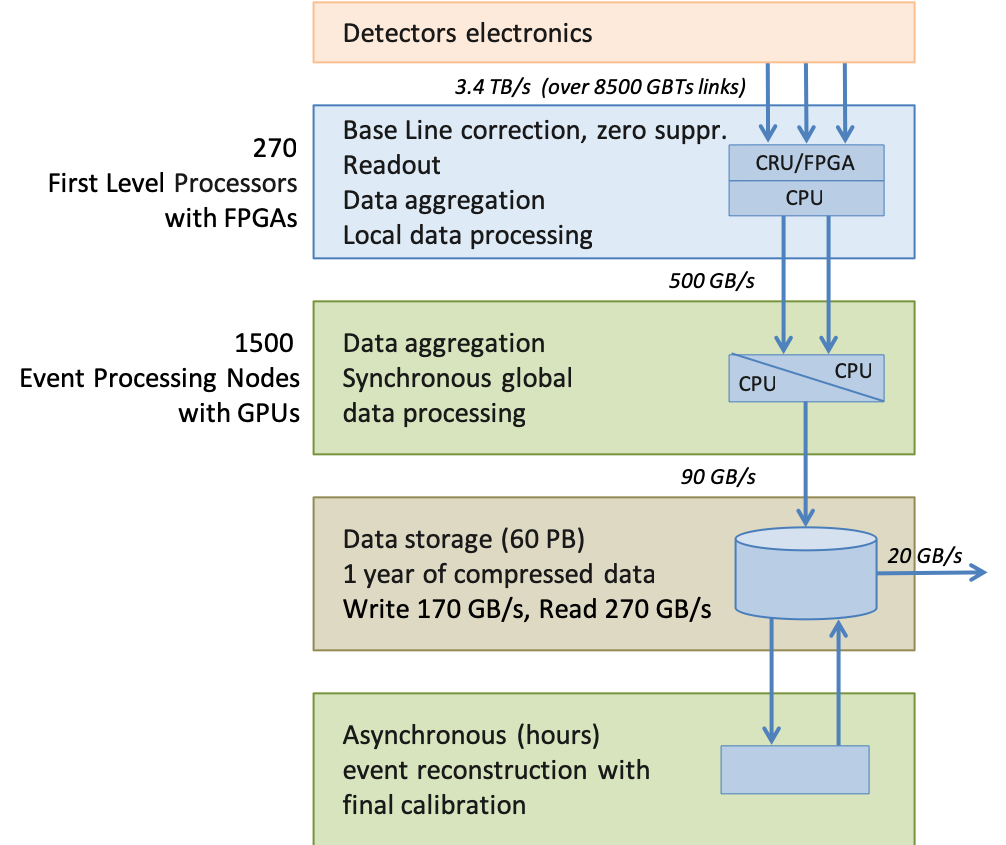 Detectors electronics
3.4 TB/s (over 8500 GBTs links)
270
First Level Processors
with FPGAs
Base Line correction, zero suppr.
Readout
Data aggregation
Local data processing
CRU/FPGA
CPU
500 GB/s
1500
Event Processing Nodes
with GPUs
Data aggregation
Synchronous global
data processing
CPU
CPU
90 GB/s
Data storage (60 PB)
1 year of compressed data
Write 170 GB/s, Read 270 GB/s
20 GB/s
Asynchronous (hours)
event reconstruction with
final calibration